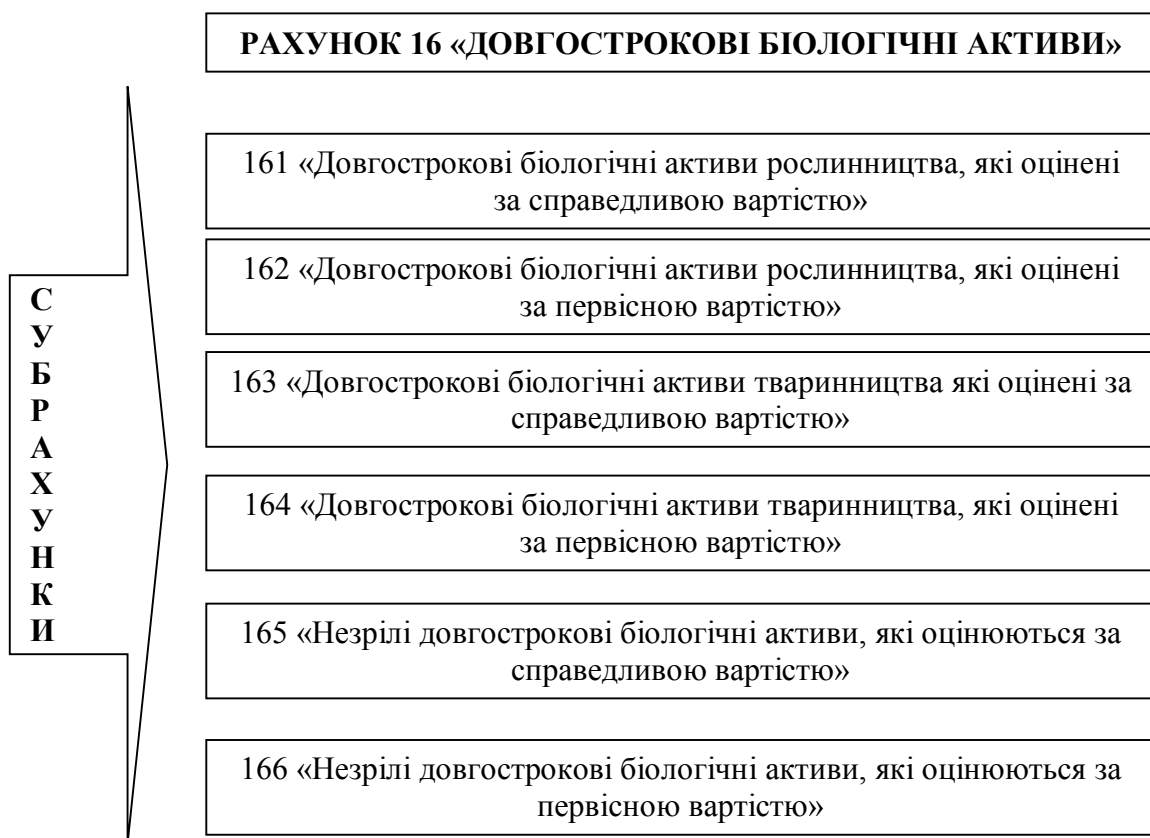 РАХУНОК 16 «ДОВГОСТРОКОВІ БІОЛОГІЧНІ АКТИВИ»
С
У
Б
Р
А
Х
У
Н
К
И
161 «Довгострокові біологічні активи рослинництва, які оцінені
за справедливою вартістю»
162 «Довгострокові біологічні активи рослинництва, які оцінені
за первісною вартістю»
163 «Довгострокові біологічні активи тваринництва які оцінені за
справедливою вартістю»
164 «Довгострокові біологічні активи тваринництва, які оцінені
за первісною вартістю»
165 «Незрілі довгострокові біологічні активи, які оцінюються за
справедливою вартістю»
166 «Незрілі довгострокові біологічні активи, які оцінюються за
первісною вартістю»